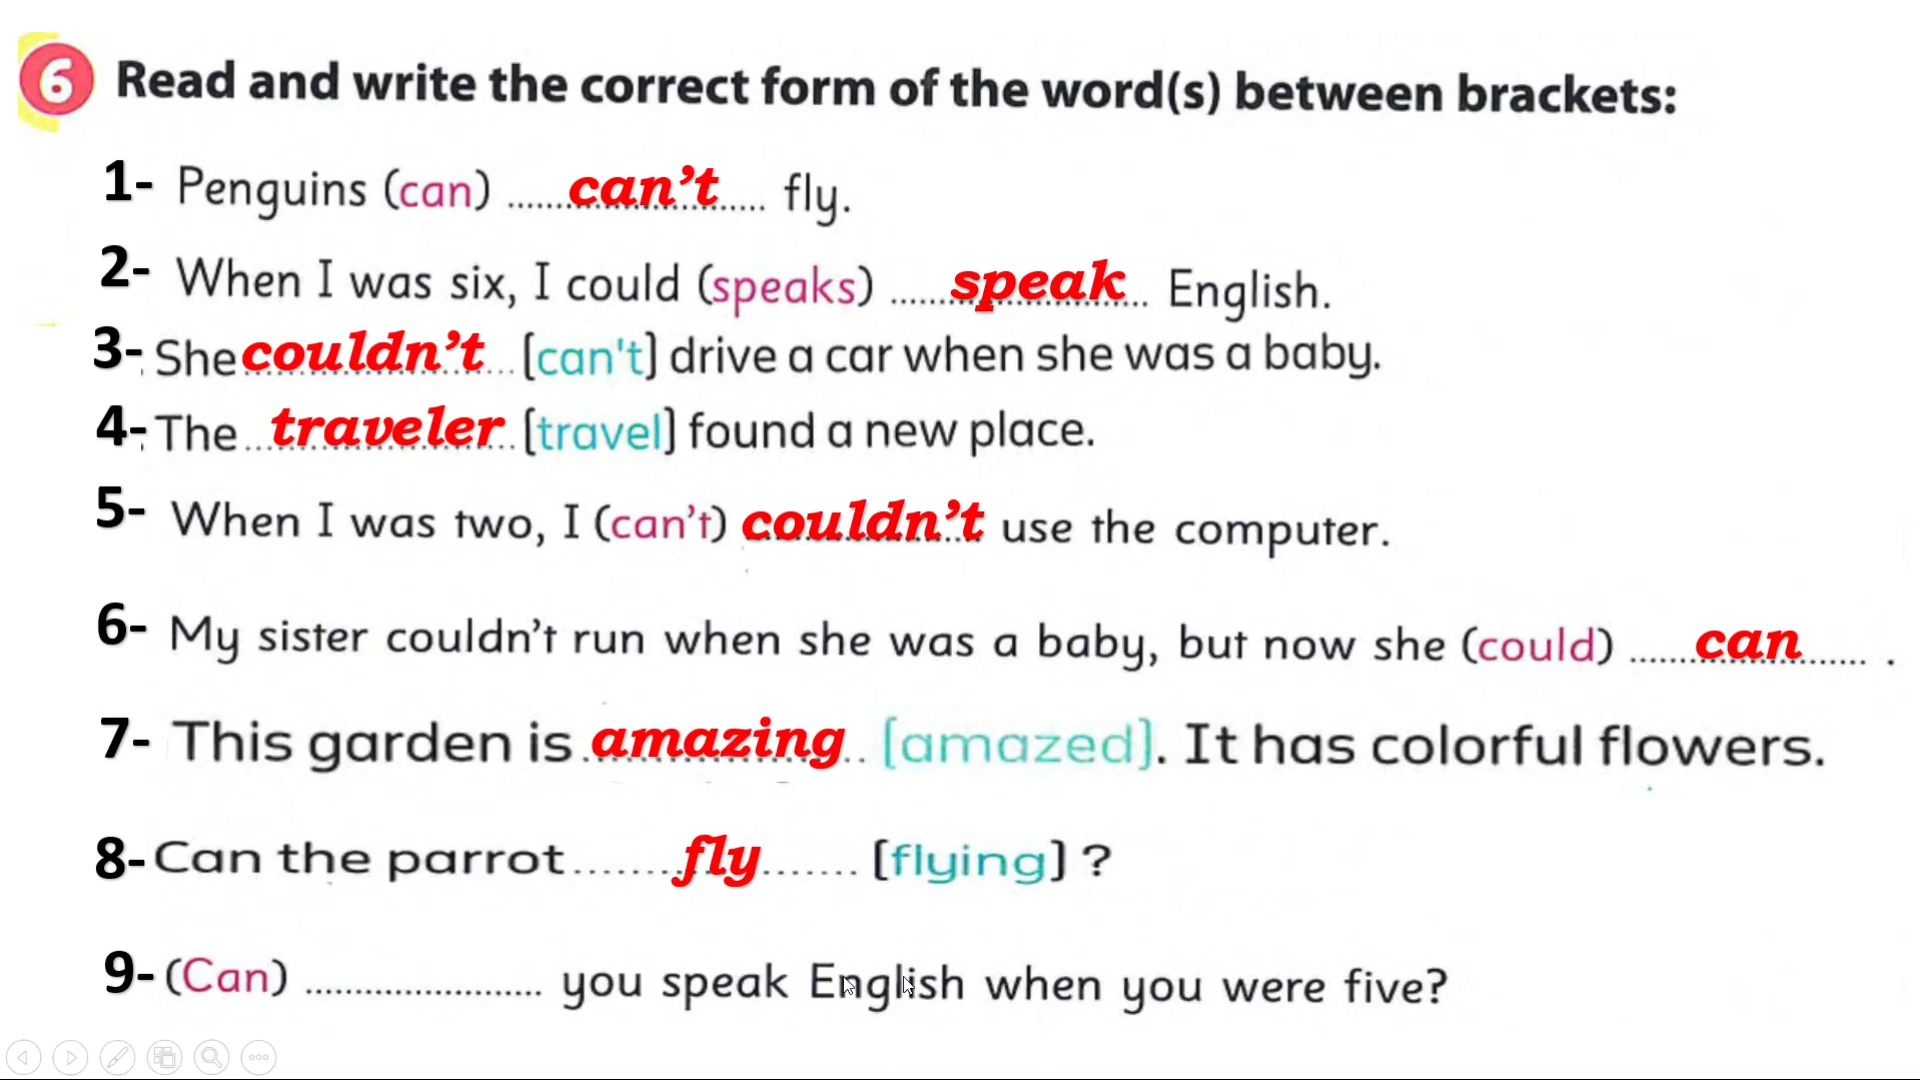 6 Read and write the correct form of the word(s) between brackets:
1- Penguins (can) ......can't...... fly.
2- When I was six, I could (speaks) ......speak...... English.
3- She couldn't ... [can't] drive a car when she was a baby.
4- The ..traveler.. [travel] found a new place.
5- When I was two, I (can't) couldn't use the computer.
6- My sister couldn't run when she was a baby, but now she (could) ......can...... .
7- This garden is .amazing.. [amazed]. It has colorful flowers.
8- Can the parrot .......fly....... [flying] ?
9- (Can) ........................ you speak English when you were five?